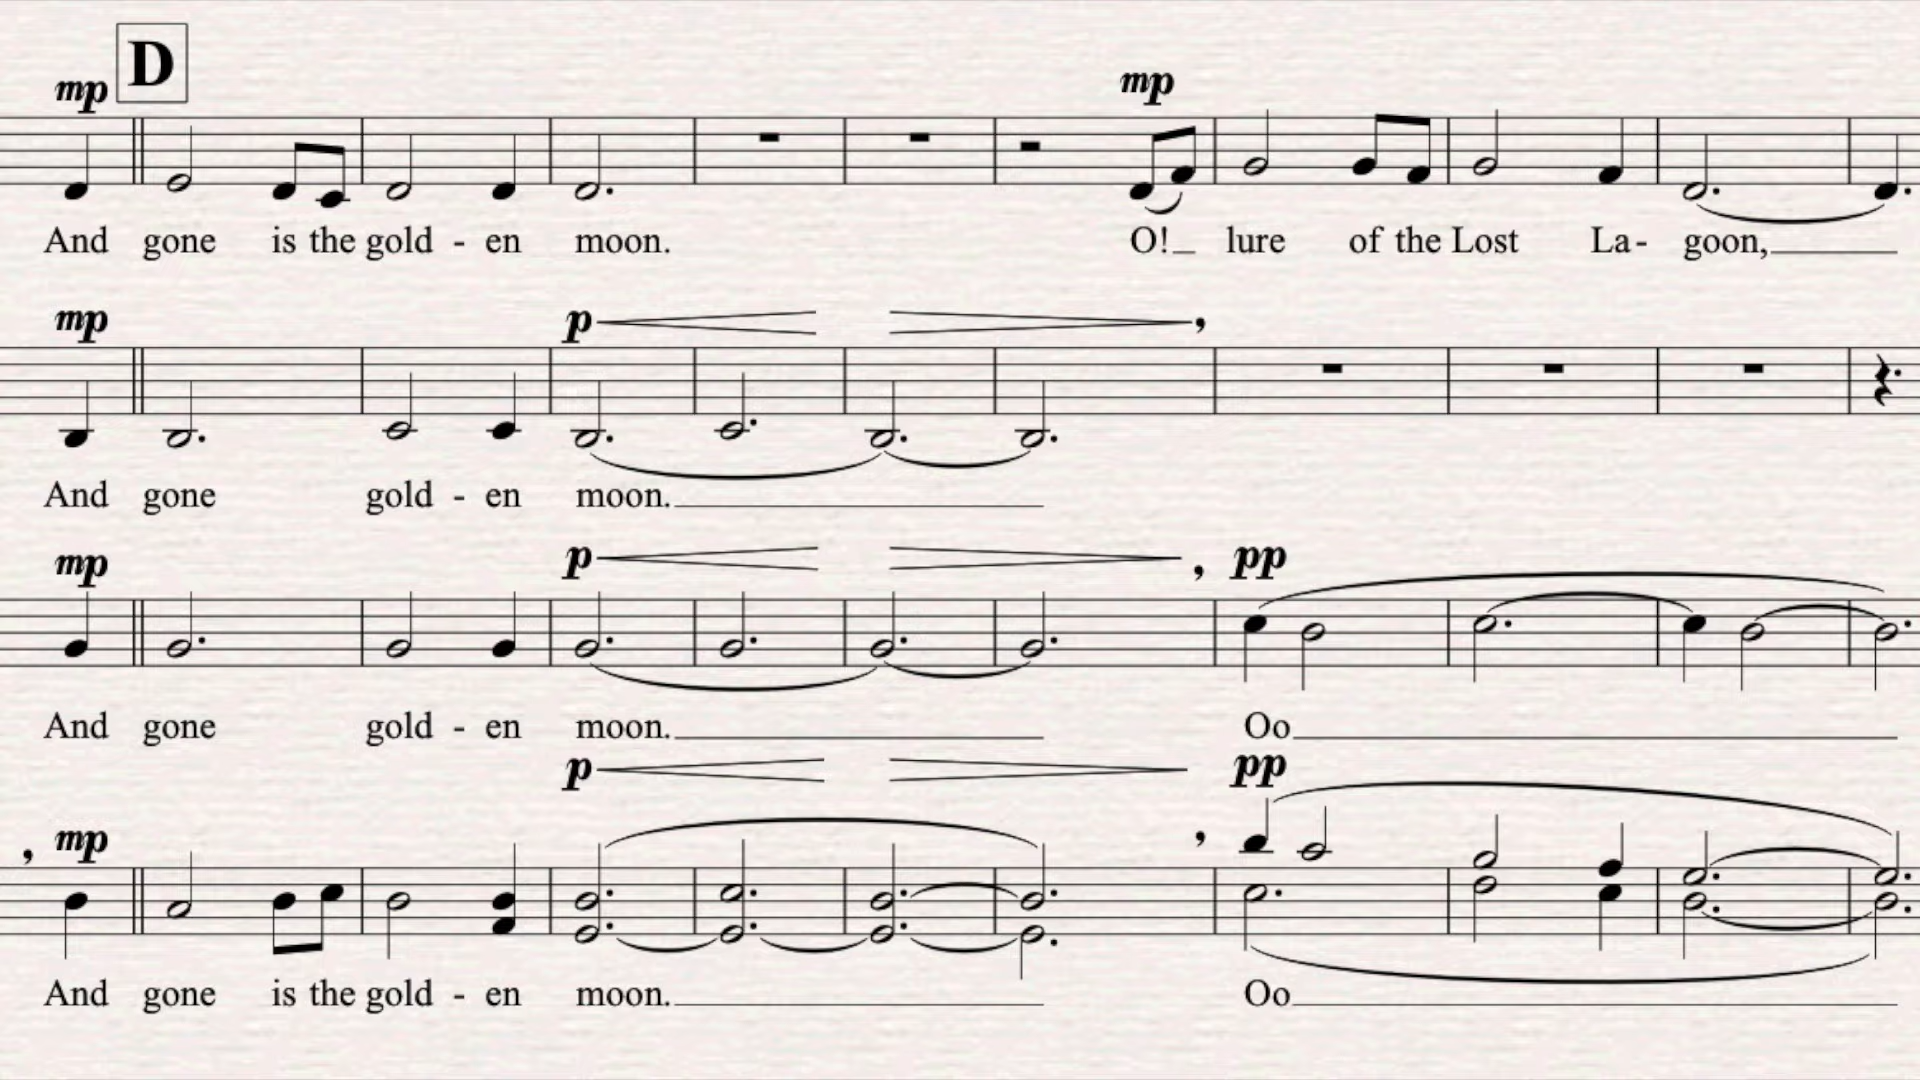 D
mp mp
And gone is the gold - en moon. O! lure of the Lost La - goon,
mp p
And gone gold - en moon.
mp p pp
And gone gold - en moon. Oo
p pp
mp
And gone is the gold - en moon. Oo